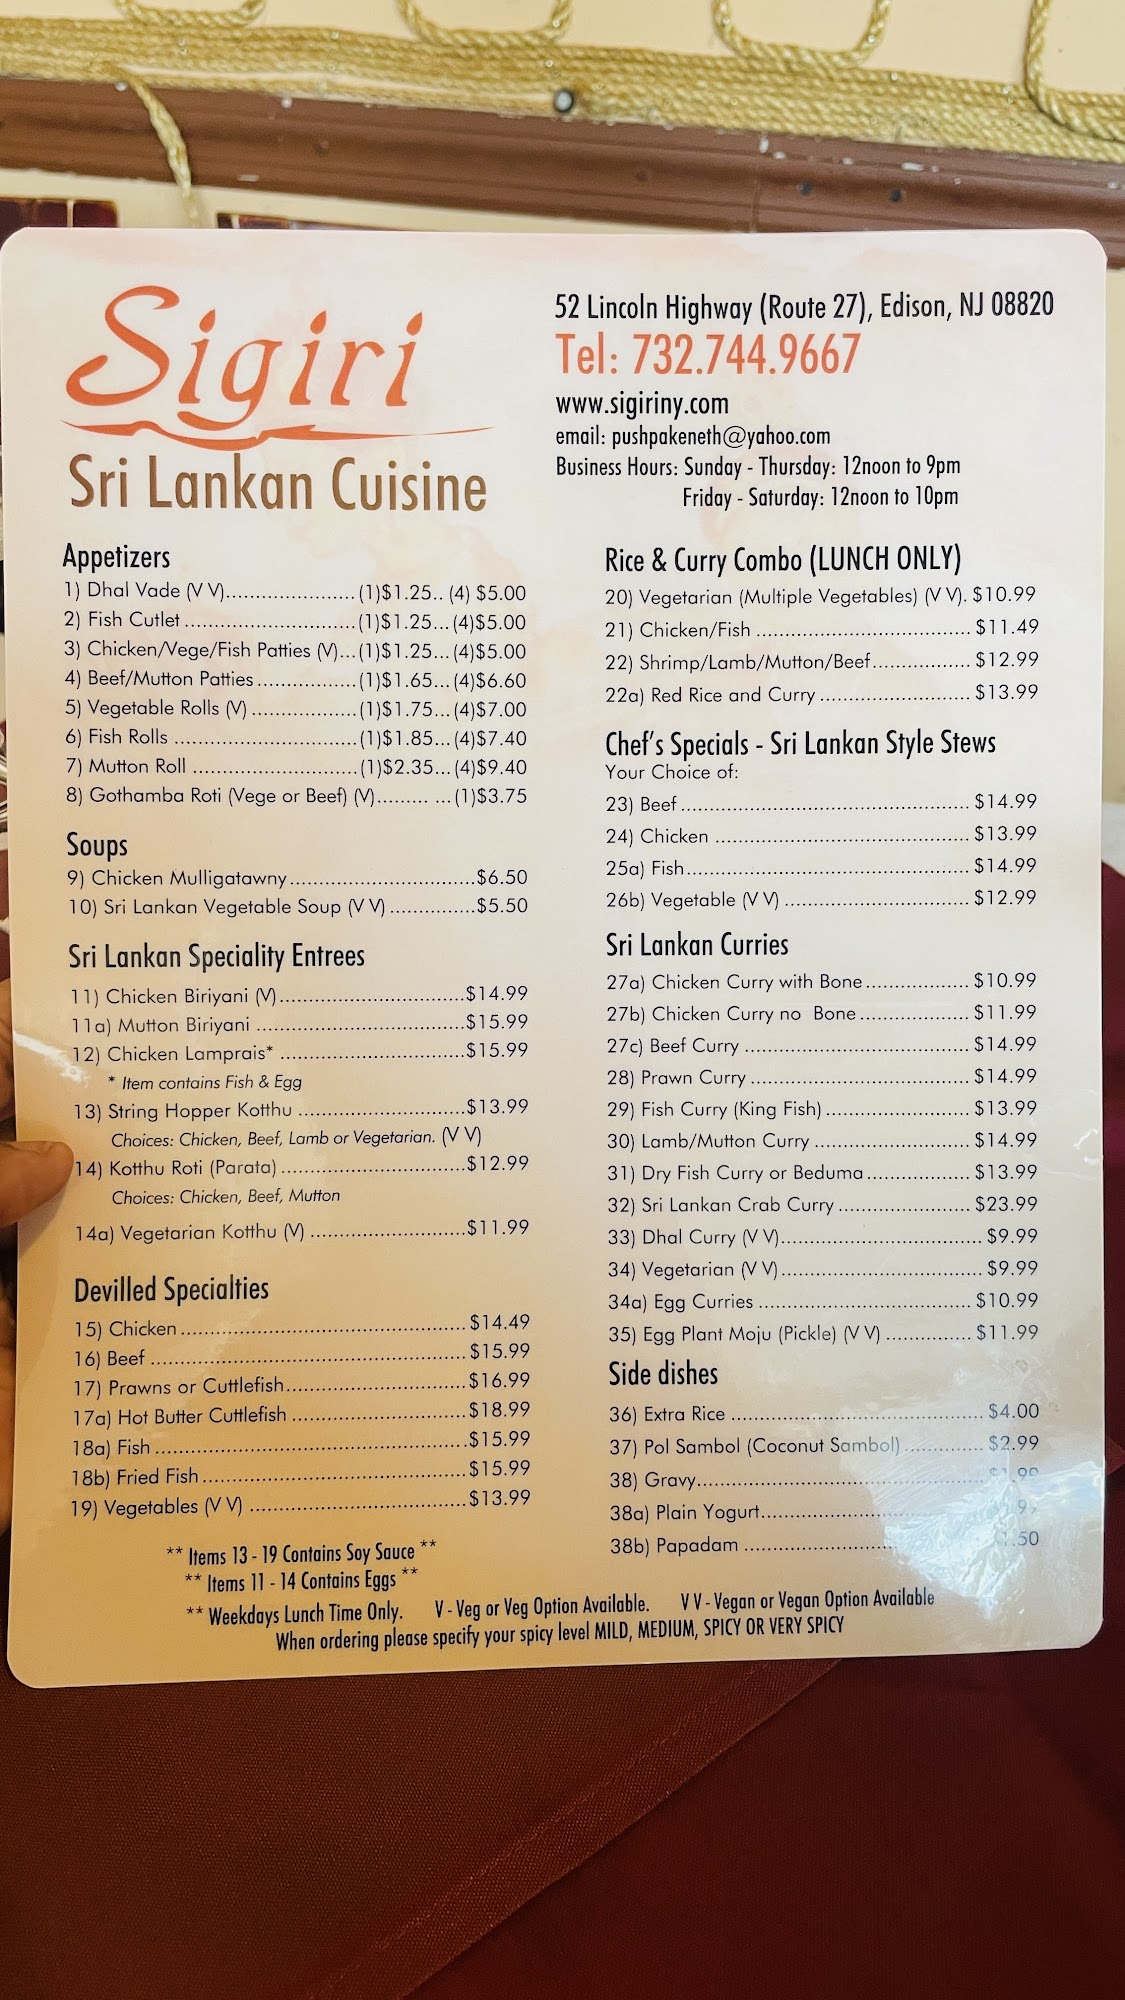 Sigiri
Sri Lankan Cuisine
52 Lincoln Highway (Route 27), Edison, NJ 08820
Tel: 732.744.9667
www.sigiriny.com
email: pushpakeneth@yahoo.com
Business Hours: Sunday - Thursday: 12noon to 9pm
Friday - Saturday: 12noon to 10pm
Appetizers
1) Dhal Vade (V V)......................(1)$1.25.. (4) $5.00
2) Fish Cutlet.............................(1)$1.25...(4)$5.00
3) Chicken/Vege/Fish Patties (V)...(1)$1.25...(4)$5.00
4) Beef/Mutton Patties.................(1)$1.65...(4)$6.60
5) Vegetable Rolls (V)..................(1)$1.75...(4)$7.00
6) Fish Rolls ...............................(1)$1.85...(4)$7.40
7) Mutton Roll ............................(1)$2.35...(4)$9.40
8) Gothamba Roti (Vege or Beef) (V)......... ...(1)$3.75
Soups
9) Chicken Mulligatawny................................$6.50
10) Sri Lankan Vegetable Soup (V V)...............$5.50
Sri Lankan Speciality Entrees
11) Chicken Biriyani (V)................................$14.99
11a) Mutton Biriyani ....................................$15.99
12) Chicken Lamprais* ................................$15.99
* Item contains Fish & Egg
13) String Hopper Kotthu .............................$13.99
Choices: Chicken, Beef, Lamb or Vegetarian. (V V)
14) Kotthu Roti (Parata)................................$12.99
Choices: Chicken, Beef, Mutton
14a) Vegetarian Kotthu (V)...........................$11.99
Devilled Specialties
15) Chicken.................................................$14.49
16) Beef ......................................................$15.99
17) Prawns or Cuttlefish...............................$16.99
17a) Hot Butter Cuttlefish ..............................$18.99
18a) Fish ......................................................$15.99
18b) Fried Fish..............................................$15.99
19) Vegetables (V V) .....................................$13.99
** Items 13 - 19 Contains Soy Sauce **
** Items 11 - 14 Contains Eggs **
Rice & Curry Combo (LUNCH ONLY)
20) Vegetarian (Multiple Vegetables) (V V). $10.99
21) Chicken/Fish ..................................... $11.49
22) Shrimp/Lamb/Mutton/Beef................. $12.99
22a) Red Rice and Curry .......................... $13.99
Chef's Specials - Sri Lankan Style Stews
Your Choice of:
23) Beef.................................................. $14.99
24) Chicken ............................................ $13.99
25a) Fish................................................. $14.99
26b) Vegetable (V V) ................................ $12.99
Sri Lankan Curries
27a) Chicken Curry with Bone.................. $10.99
27b) Chicken Curry no Bone................... $11.99
27c) Beef Curry ....................................... $14.99
28) Prawn Curry ...................................... $14.99
29) Fish Curry (King Fish)......................... $13.99
30) Lamb/Mutton Curry ........................... $14.99
31) Dry Fish Curry or Beduma.................. $13.99
32) Sri Lankan Crab Curry ....................... $23.99
33) Dhal Curry (V V)................................... $9.99
34) Vegetarian (V V)................................... $9.99
34a) Egg Curries ..................................... $10.99
35) Egg Plant Moju (Pickle) (V V) ............... $11.99
Side dishes
36) Extra Rice ............................................ $4.00
37) Pol Sambol (Coconut Sambol).............. $2.99
38) Gravy.................................................. $1.99
38a) Plain Yogurt
38b) Papadam
** Weekdays Lunch Time Only. V - Veg or Veg Option Available. V V - Vegan or Vegan Option Available
When ordering please specify your spicy level MILD, MEDIUM, SPICY OR VERY SPICY